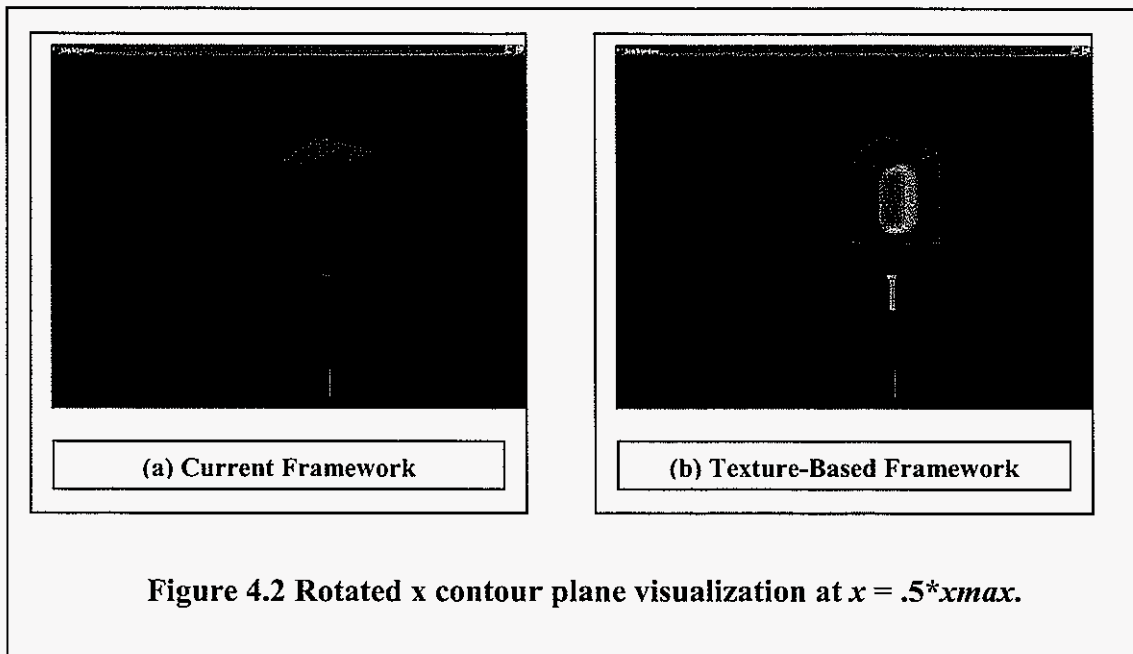 (a) Current Framework
(b) Texture-Based Framework
Figure 4.2 Rotated x contour plane visualization at x = .5*xmax.